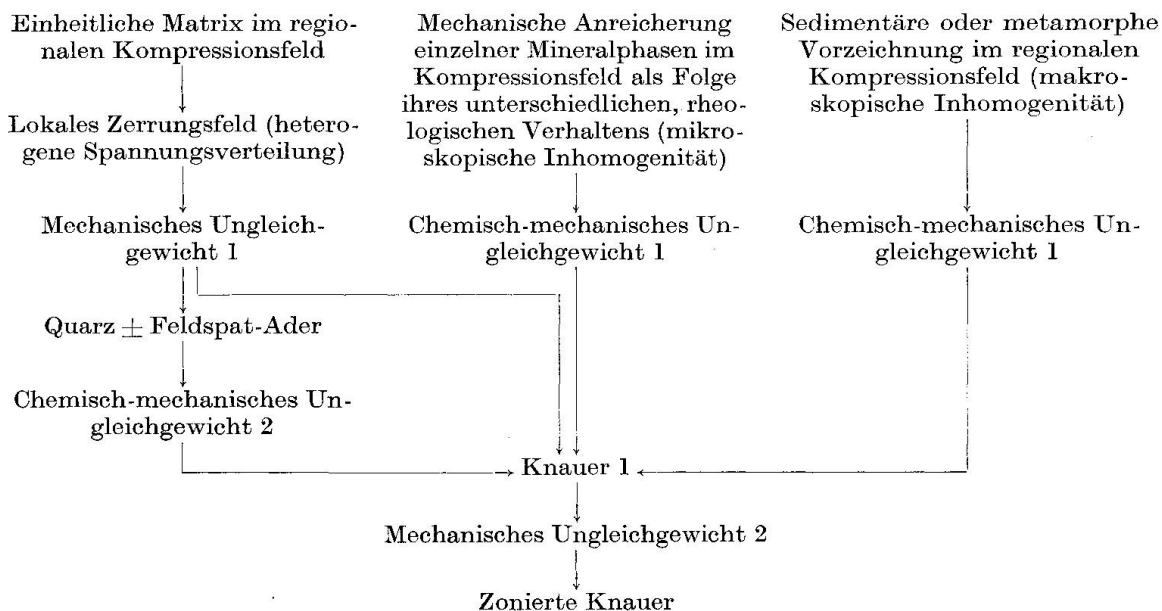 Einheitliche Matrix im regio-
nalen Kompressionsfeld
Lokales Zerrungsfeld (hetero-
gene Spannungsverteilung)
Mechanisches Ungleich-
gewicht 1
Quarz ± Feldspat-Ader
Chemisch-mechanisches Un-
gleichgewicht 2
Mechanische Anreicherung
einzelner Mineralphasen im
Kompressionsfeld als Folge
ihres unterschiedlichen, rheo-
logischen Verhaltens (mikro-
skopische Inhomogenität)
Chemisch-mechanisches Un-
gleichgewicht 1
Sedimentäre oder metamorphe
Vorzeichnung im regionalen
Kompressionsfeld (makro-
skopische Inhomogenität)
Chemisch-mechanisches Un-
gleichgewicht 1
Knauer 1
Mechanisches Ungleichgewicht 2
Zonierte Knauer